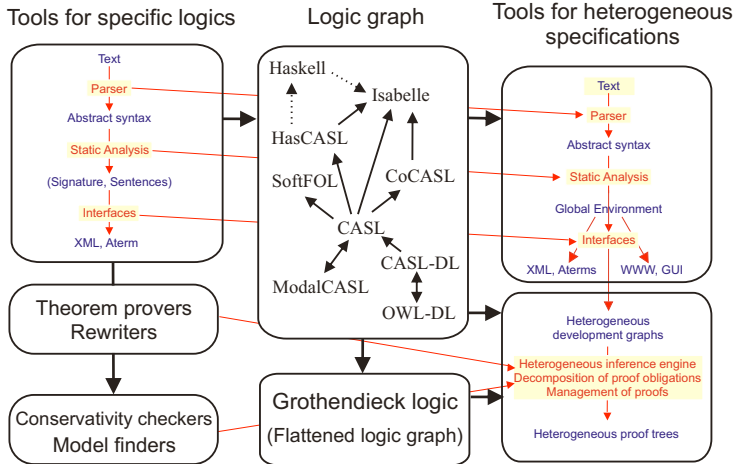 Tools for specific logics
Text
Parser
Abstract syntax
Static Analysis
(Signature, Sentences)
Interfaces
XML, Aterm
Theorem provers
Rewriters
Conservativity checkers
Model finders
Logic graph
Haskell
Isabelle
HasCASL
SoftFOL
CoCASL
CASL
CASL-DL
ModalCASL
OWL-DL
Grothendieck logic
(Flattened logic graph)
Tools for heterogeneous
specifications
Text
Parser
Abstract syntax
Static Analysis
Global Environment
Interfaces
XML, Aterms
WWW, GUI
Heterogeneous
development graphs
Heterogeneous inference engine
Decomposition of proof obligations
Management of proofs
Heterogeneous proof trees